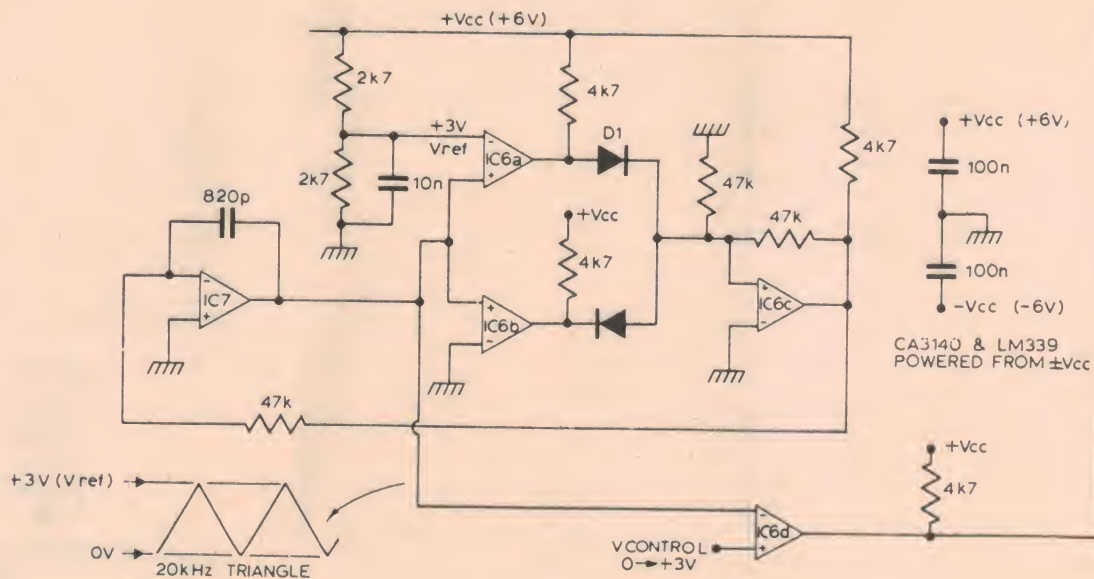 +Vcc (+6V)
2k7
4k7
+3V
Vref
-
+
IC6a
D1
2k7
10n
47k
4k7
+Vcc (+6V)
100n
820p
+Vcc
4k7
47k
-
+
IC7
+
-
IC6b
+
-
IC6c
100n
-Vcc (-6V)
CA3140 & LM339
POWERED FROM ±Vcc
47k
+Vcc
4k7
+3V (Vref)
0V
20kHz TRIANGLE
-
+
IC6d
VCONTROL
0→+3V